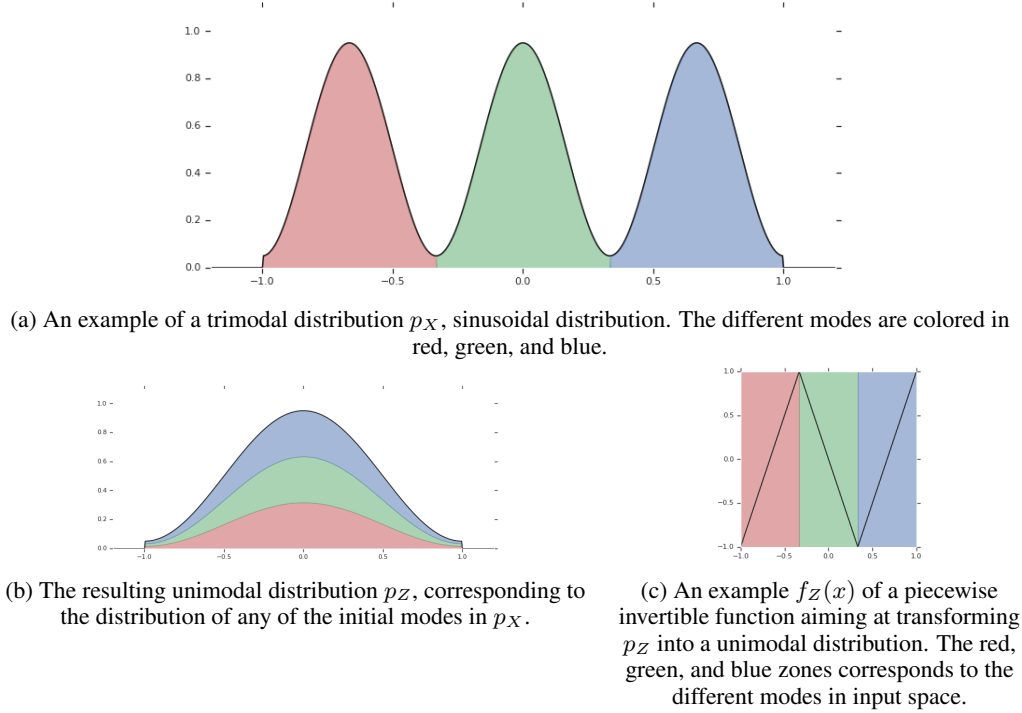 1.0
0.8
0.6
0.4
0.2
0.0
−1.0 −0.5 0.0 0.5 1.0
(a) An example of a trimodal distribution pX, sinusoidal distribution. The different modes are colored in
red, green, and blue.
1.0
0.8
0.6
0.4
0.2
0.0
−1.0 −0.5 0.0 0.5 1.0
(b) The resulting unimodal distribution pZ, corresponding to
the distribution of any of the initial modes in pX.
1.0
0.5
0.0
−0.5
−1.0
−1.0 −0.5 0.0 0.5 1.0
(c) An example fZ(x) of a piecewise
invertible function aiming at transforming
pZ into a unimodal distribution. The red,
green, and blue zones corresponds to the
different modes in input space.